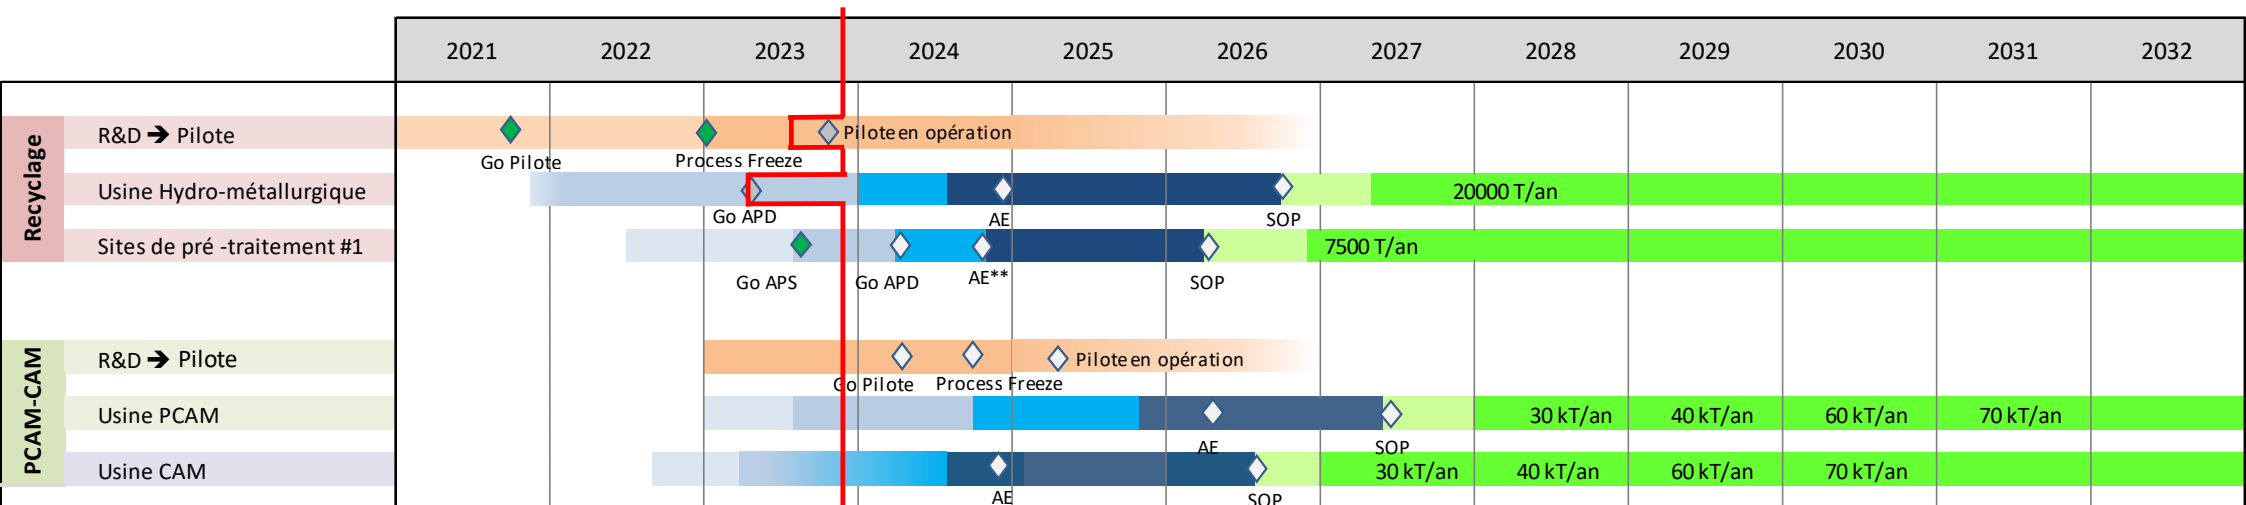 2021 2022 2023 2024 2025 2026 2027 2028 2029 2030 2031 2032
Recyclage
R&D ➔ Pilote
Pilote en opération
Go Pilote
Process Freeze
Usine Hydro-métallurgique
20000 T/an
Go APD
AE
SOP
Sites de pré -traitement #1
7500 T/an
Go APS
Go APD
AE**
SOP
PCAM-CAM
R&D ➔ Pilote
Pilote en opération
Go Pilote
Process Freeze
Usine PCAM
30 kT/an 40 kT/an 60 kT/an 70 kT/an
AE
SOP
Usine CAM
30 kT/an 40 kT/an 60 kT/an 70 kT/an
AE
SOP